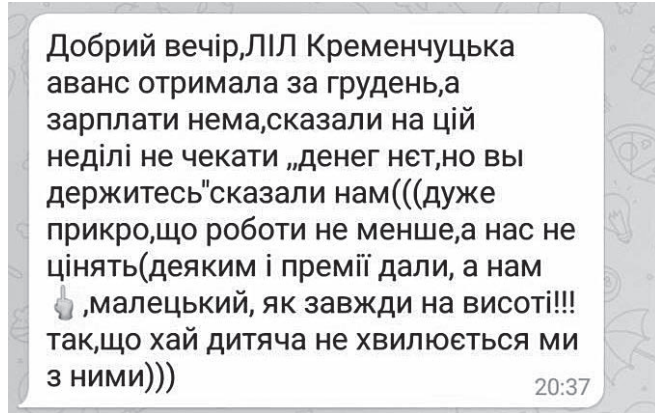 Добрий вечір,ЛІЛ Кременчуцька
аванс отримала за грудень,а
зарплати нема,сказали на цій
неділі не чекати „денег нєт,но вы
держитесь"сказали нам(((дуже
прикро,що роботи не менше,а нас не
цінять(деяким і премії дали, а нам
🖕,малецький, як завжди на висоті!!!
так,що хай дитяча не хвилюється ми
з ними)))
20:37